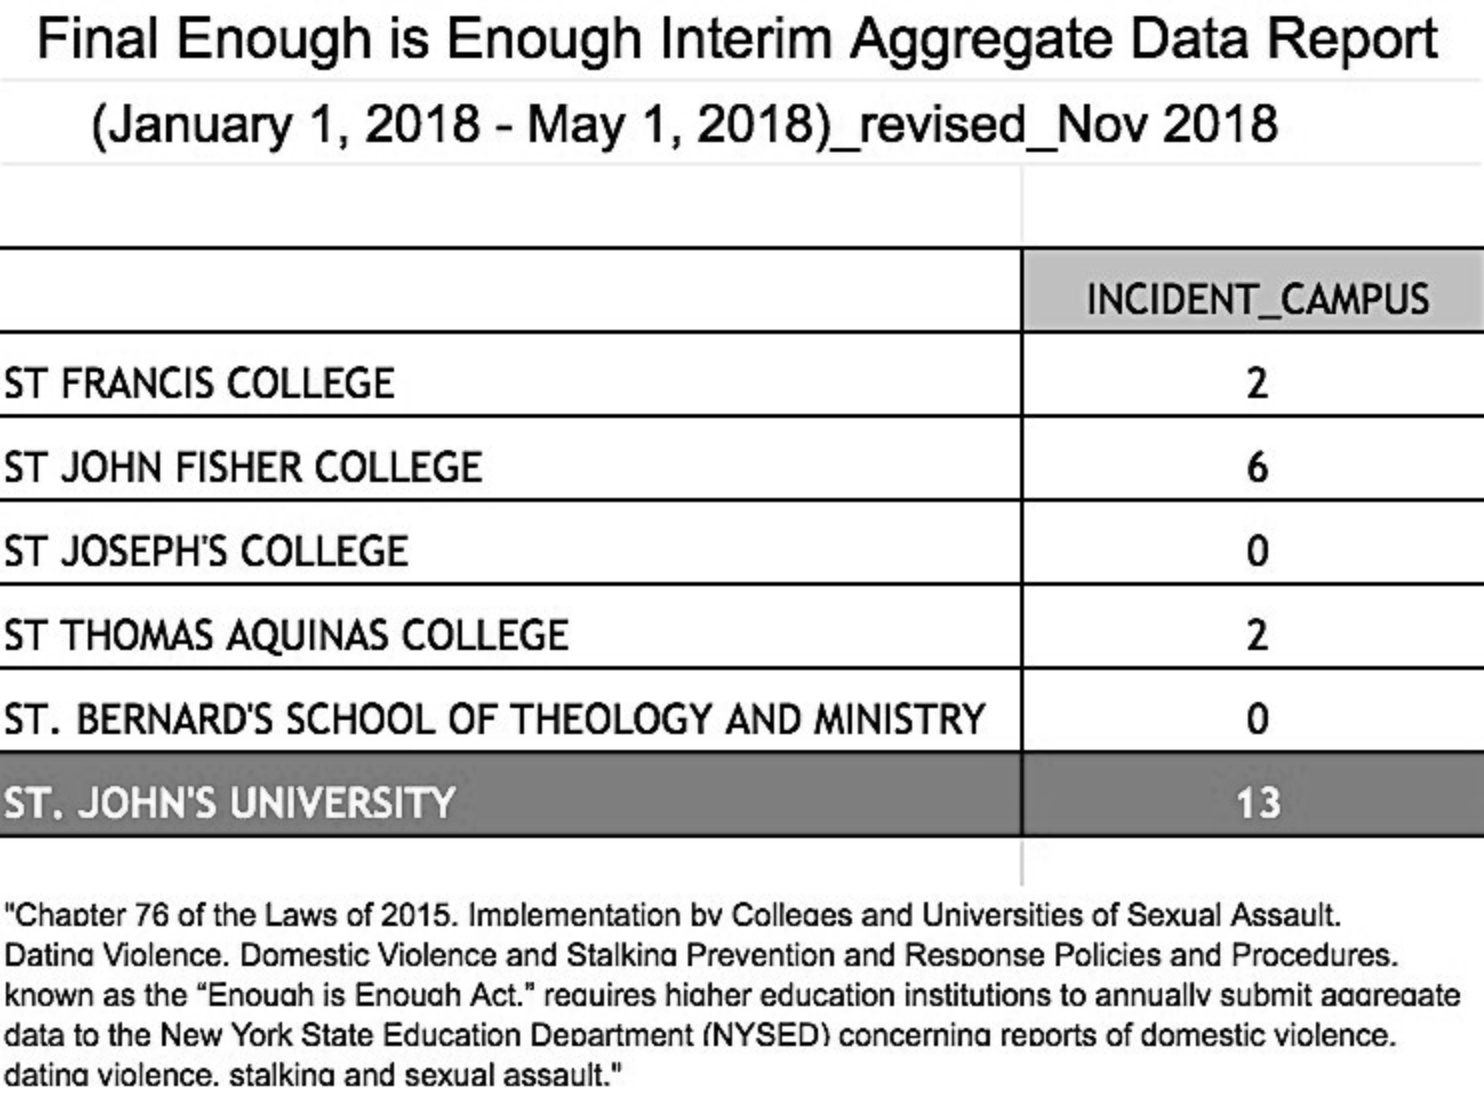 Final Enough is Enough Interim Aggregate Data Report
(January 1, 2018 - May 1, 2018)_revised_Nov 2018
INCIDENT_CAMPUS
ST FRANCIS COLLEGE 2
ST JOHN FISHER COLLEGE 6
ST JOSEPH'S COLLEGE 0
ST THOMAS AQUINAS COLLEGE 2
ST. BERNARD'S SCHOOL OF THEOLOGY AND MINISTRY 0
ST. JOHN'S UNIVERSITY 13
"Chapter 76 of the Laws of 2015, Implementation by Colleges and Universities of Sexual Assault,
Dating Violence, Domestic Violence and Stalking Prevention and Response Policies and Procedures,
known as the “Enough is Enough Act,” requires higher education institutions to annually submit aggregate
data to the New York State Education Department (NYSED) concerning reports of domestic violence,
dating violence, stalking and sexual assault."